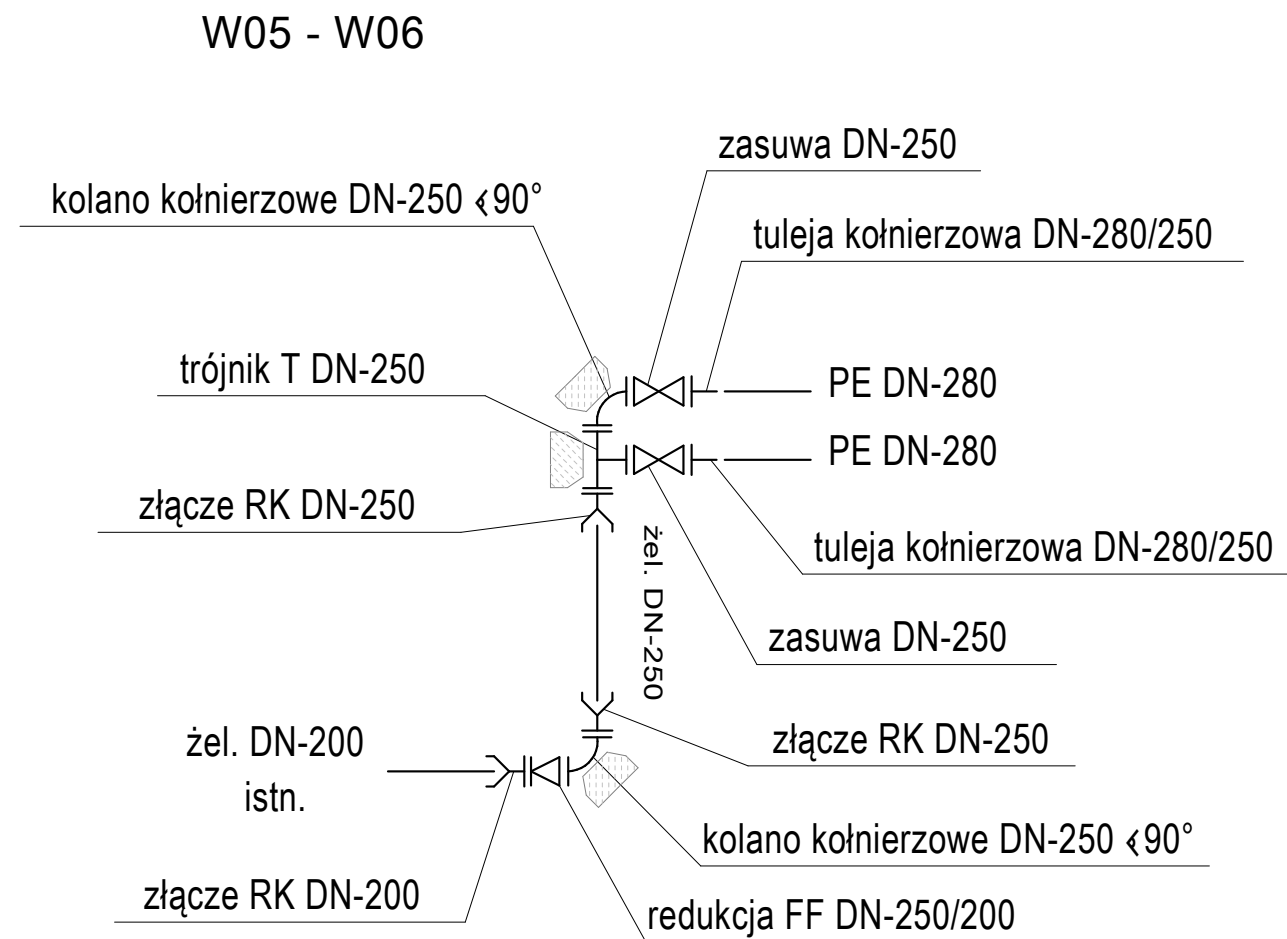 W05 - W06
zasuwa DN-250
kolano kołnierzowe DN-250 ∢90°
tuleja kołnierzowa DN-280/250
trójnik T DN-250
PE DN-280
PE DN-280
złącze RK DN-250
żel. DN-250
tuleja kołnierzowa DN-280/250
zasuwa DN-250
żel. DN-200
istn.
złącze RK DN-250
kolano kołnierzowe DN-250 ∢90°
złącze RK DN-200
redukcja FF DN-250/200